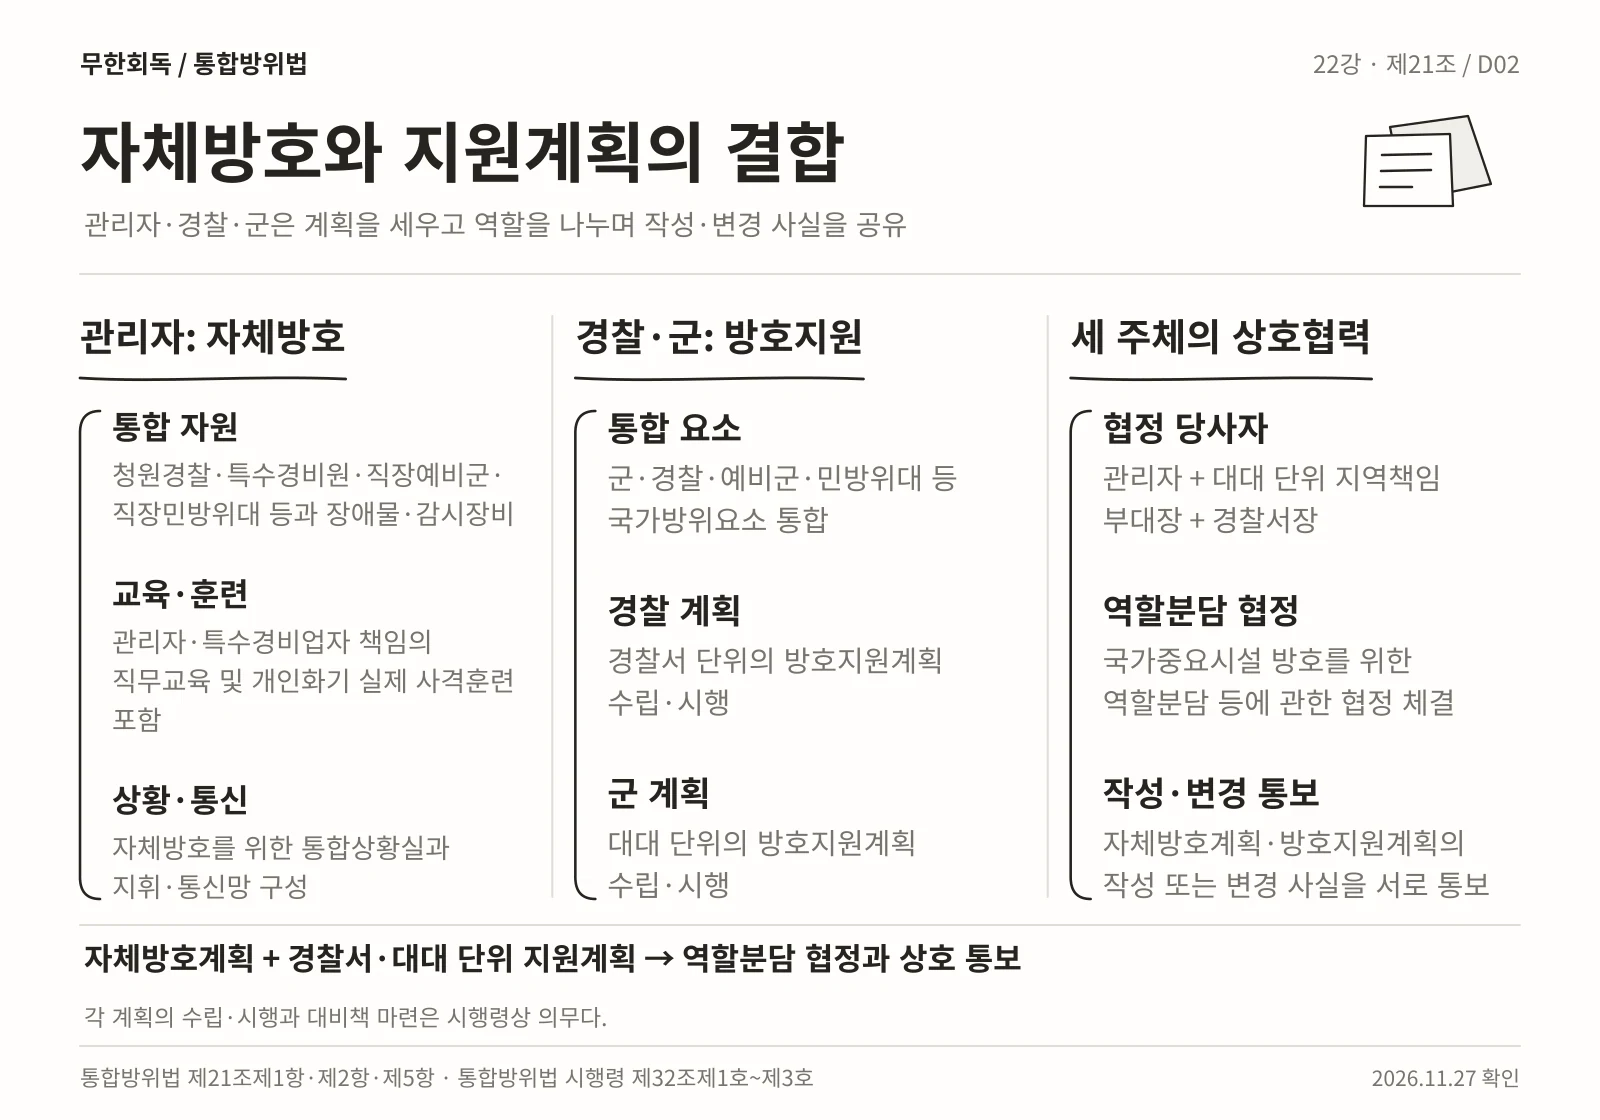 무한회독 / 통합방위법
22강 · 제21조 / D02
자체방호와 지원계획의 결합
관리자·경찰·군은 계획을 세우고 역할을 나누며 작성·변경 사실을 공유
관리자: 자체방호
통합 자원
청원경찰·특수경비원·직장예비군·
직장민방위대 등과 장애물·감시장비
교육·훈련
관리자·특수경비업자 책임의
직무교육 및 개인화기 실제 사격훈련
포함
상황·통신
자체방호를 위한 통합상황실과
지휘·통신망 구성
경찰·군: 방호지원
통합 요소
군·경찰·예비군·민방위대 등
국가방위요소 통합
경찰 계획
경찰서 단위의 방호지원계획
수립·시행
군 계획
대대 단위의 방호지원계획
수립·시행
세 주체의 상호협력
협정 당사자
관리자 + 대대 단위 지역책임
부대장 + 경찰서장
역할분담 협정
국가중요시설 방호를 위한
역할분담 등에 관한 협정 체결
작성·변경 통보
자체방호계획·방호지원계획의
작성 또는 변경 사실을 서로 통보
자체방호계획 + 경찰서·대대 단위 지원계획 → 역할분담 협정과 상호 통보
각 계획의 수립·시행과 대비책 마련은 시행령상 의무다.
통합방위법 제21조제1항·제2항·제5항 · 통합방위법 시행령 제32조제1호~제3호
2026.11.27 확인